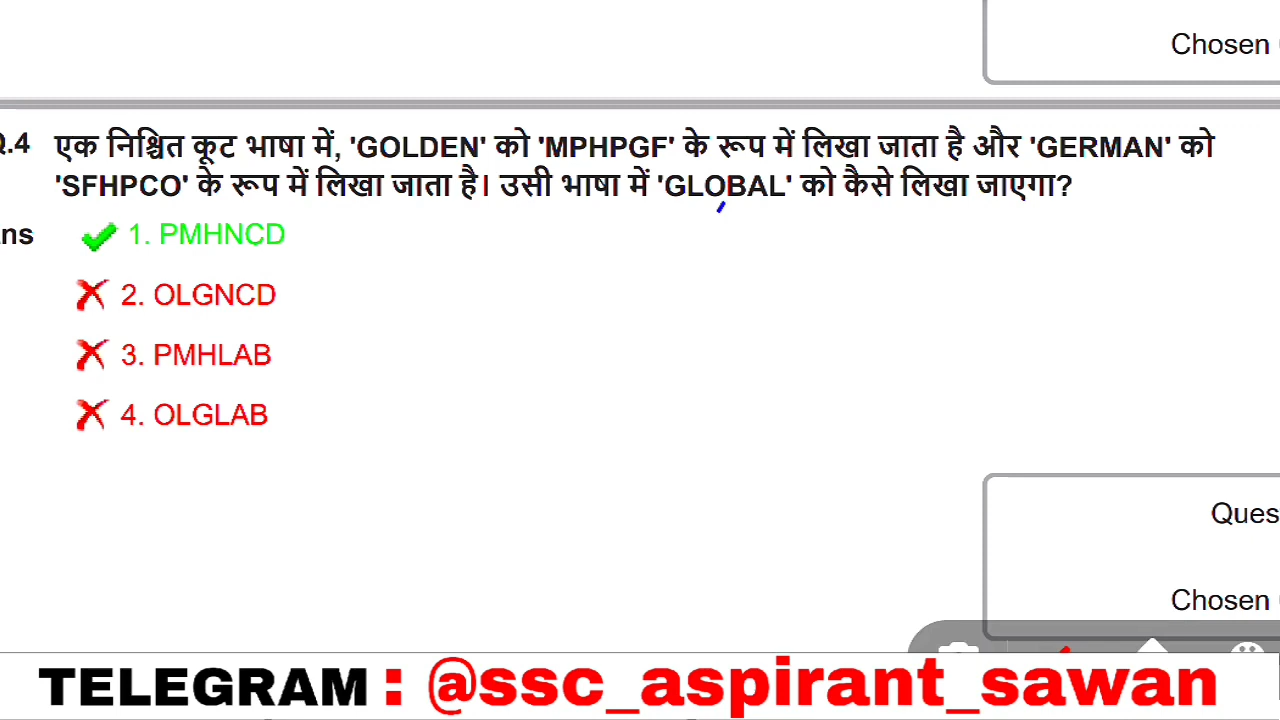 Chosen
Q.4 एक निश्चित कूट भाषा में, 'GOLDEN' को 'MPHPGF' के रूप में लिखा जाता है और 'GERMAN' को
'SFHPCO' के रूप में लिखा जाता है। उसी भाषा में 'GLOBAL' को कैसे लिखा जाएगा?
ns 1. PMHNCD
2. OLGNCD
3. PMHLAB
4. OLGLAB
Ques
Chosen
TELEGRAM : @ssc_aspirant_sawan